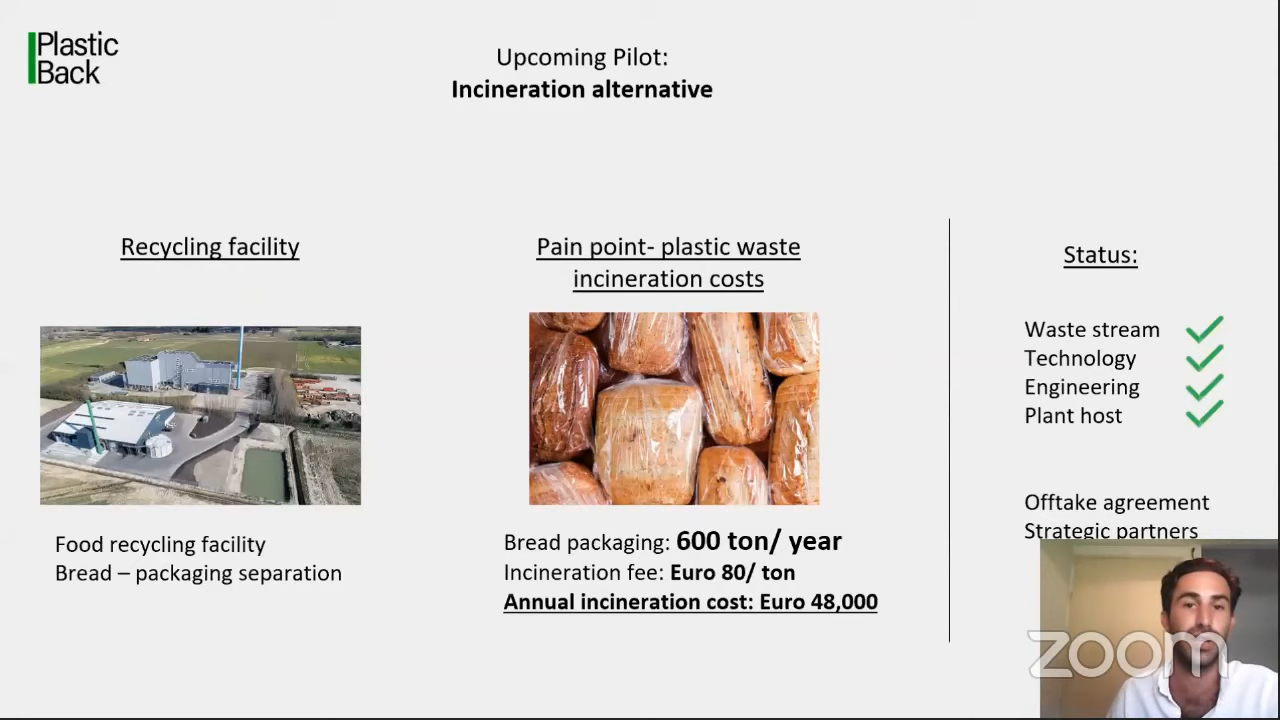 Plastic
Back
Upcoming Pilot:
Incineration alternative
Recycling facility
Food recycling facility
Bread – packaging separation
Pain point- plastic waste
incineration costs
Bread packaging: 600 ton/ year
Incineration fee: Euro 80/ ton
Annual incineration cost: Euro 48,000
Status:
Waste stream
Technology
Engineering
Plant host
Offtake agreement
Strategic partners
zoom